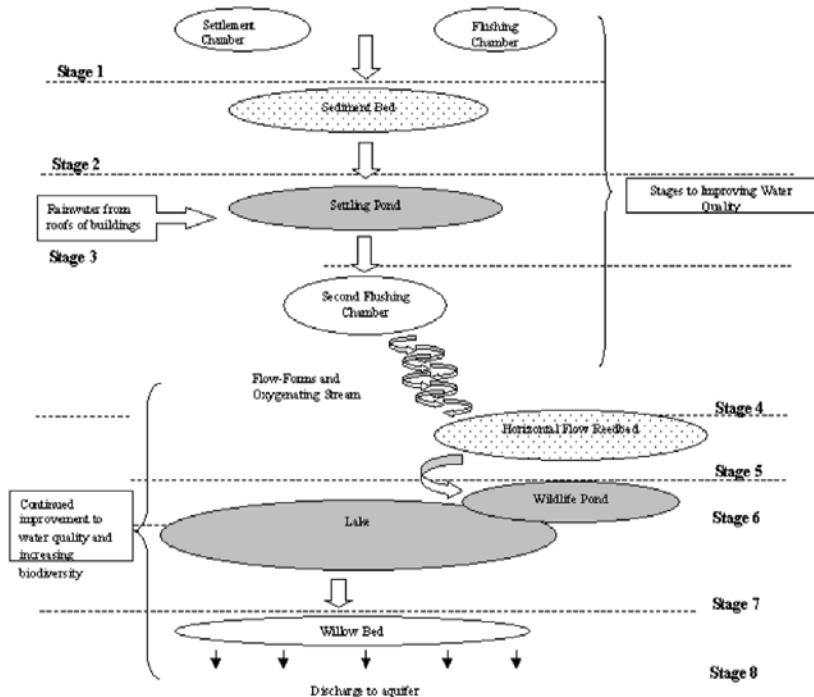 Settlement
Chamber
Flushing
Chamber
Stage 1
Sediment Bed
Stage 2
Settling Pond
Stages to Improving Water
Quality
Rainwater from
roofs of buildings
Stage 3
Second Flushing
Chamber
Flow-Forms and
Oxygenating Stream
Stage 4
Horizontal Flow Reedbed
Stage 5
Wildlife Pond
Continued
improvement to
water quality and
increasing
biodiversity
Lake
Stage 6
Stage 7
Willow Bed
Stage 8
Discharge to aquifer